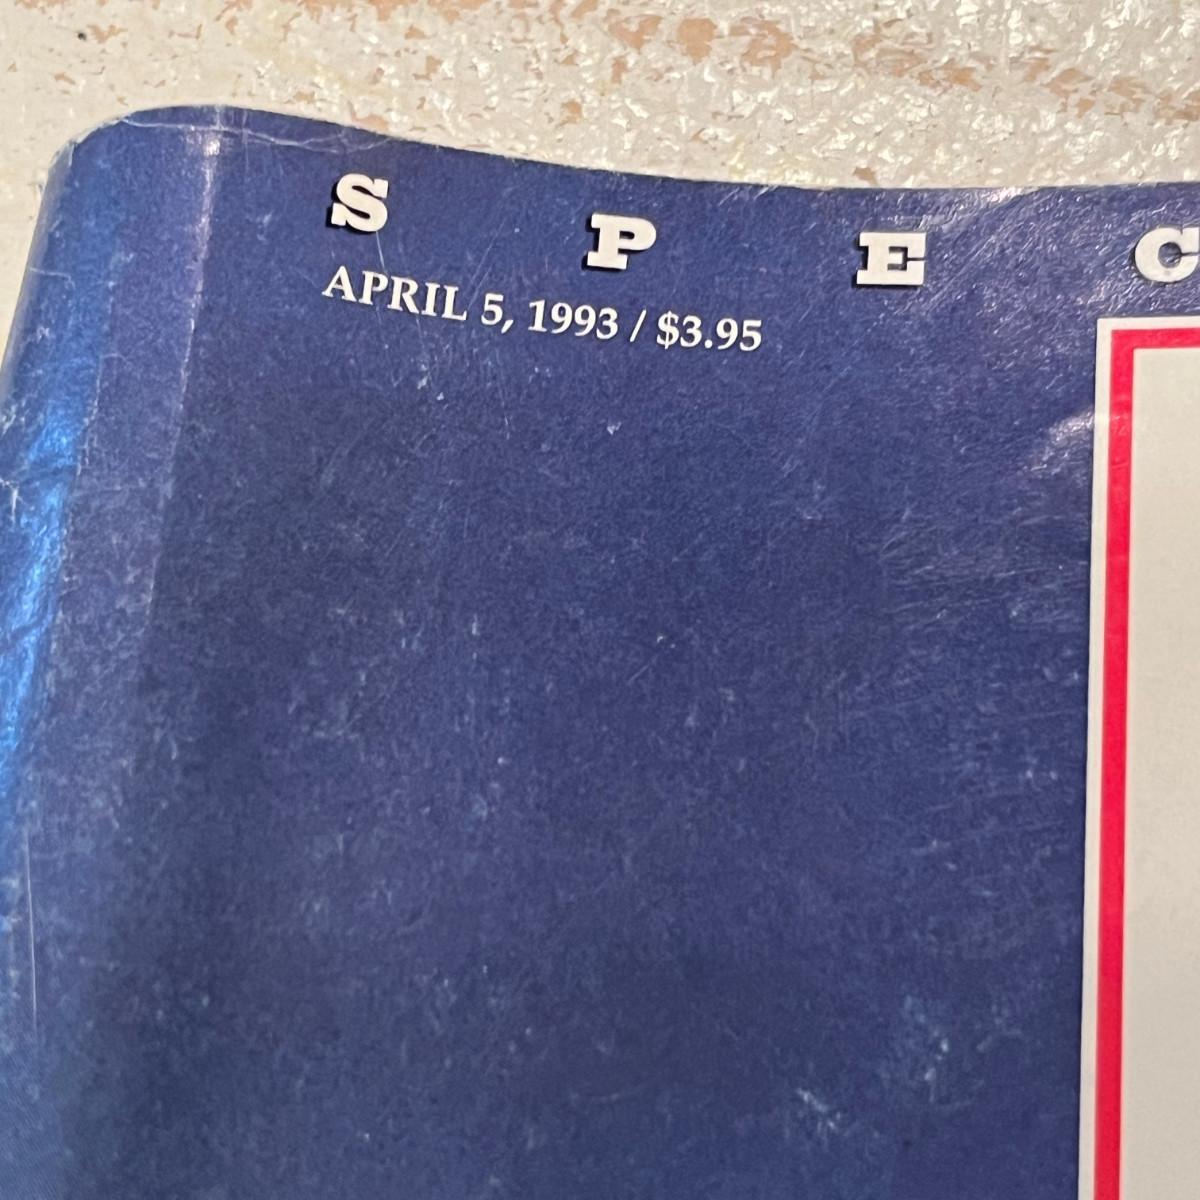 S P E C
APRIL 5, 1993 / $3.95